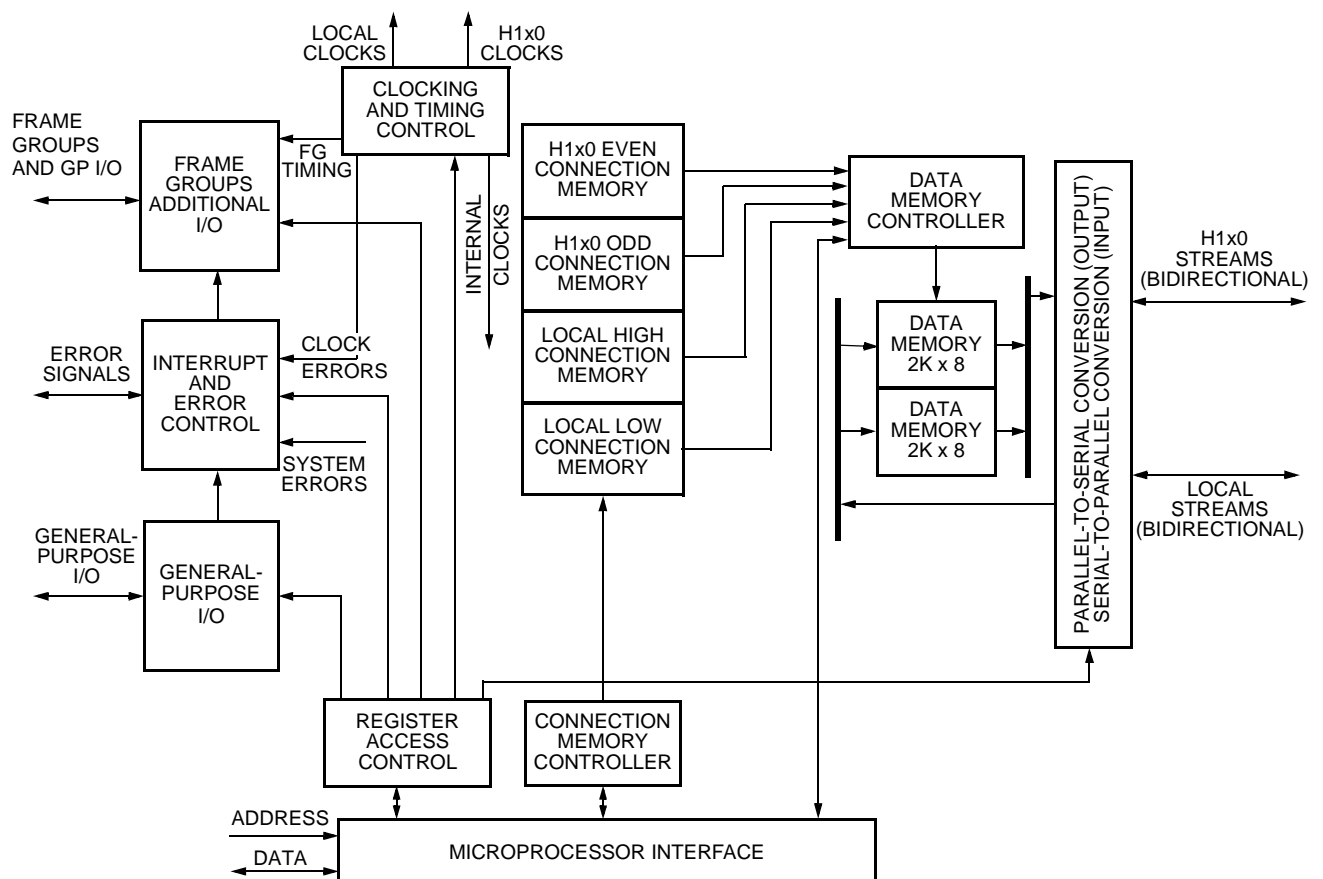 LOCAL
CLOCKS
H1x0
CLOCKS
CLOCKING
AND TIMING
CONTROL
FRAME
GROUPS
AND GP I/O
FRAME
GROUPS
ADDITIONAL
I/O
FG
TIMING
INTERNAL
CLOCKS
H1x0 EVEN
CONNECTION
MEMORY
H1x0 ODD
CONNECTION
MEMORY
LOCAL HIGH
CONNECTION
MEMORY
LOCAL LOW
CONNECTION
MEMORY
DATA
MEMORY
CONTROLLER
DATA
MEMORY
2K x 8
DATA
MEMORY
2K x 8
PARALLEL-TO-SERIAL CONVERSION (OUTPUT)
SERIAL-TO-PARALLEL CONVERSION (INPUT)
H1x0
STREAMS
(BIDIRECTIONAL)
LOCAL
STREAMS
(BIDIRECTIONAL)
ERROR
SIGNALS
INTERRUPT
AND
ERROR
CONTROL
CLOCK
ERRORS
SYSTEM
ERRORS
GENERAL-
PURPOSE
I/O
GENERAL-
PURPOSE
I/O
REGISTER
ACCESS
CONTROL
CONNECTION
MEMORY
CONTROLLER
ADDRESS
DATA
MICROPROCESSOR INTERFACE